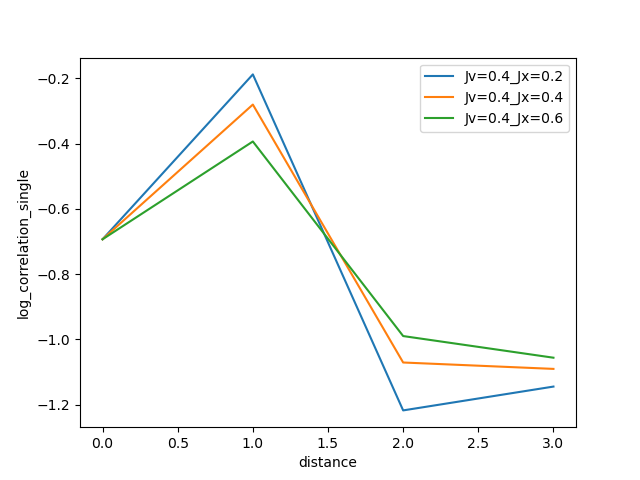 Jv=0.4_Jx=0.2
Jv=0.4_Jx=0.4
Jv=0.4_Jx=0.6
log_correlation_single
−0.2
−0.4
−0.6
−0.8
−1.0
−1.2
0.0 0.5 1.0 1.5 2.0 2.5 3.0
distance